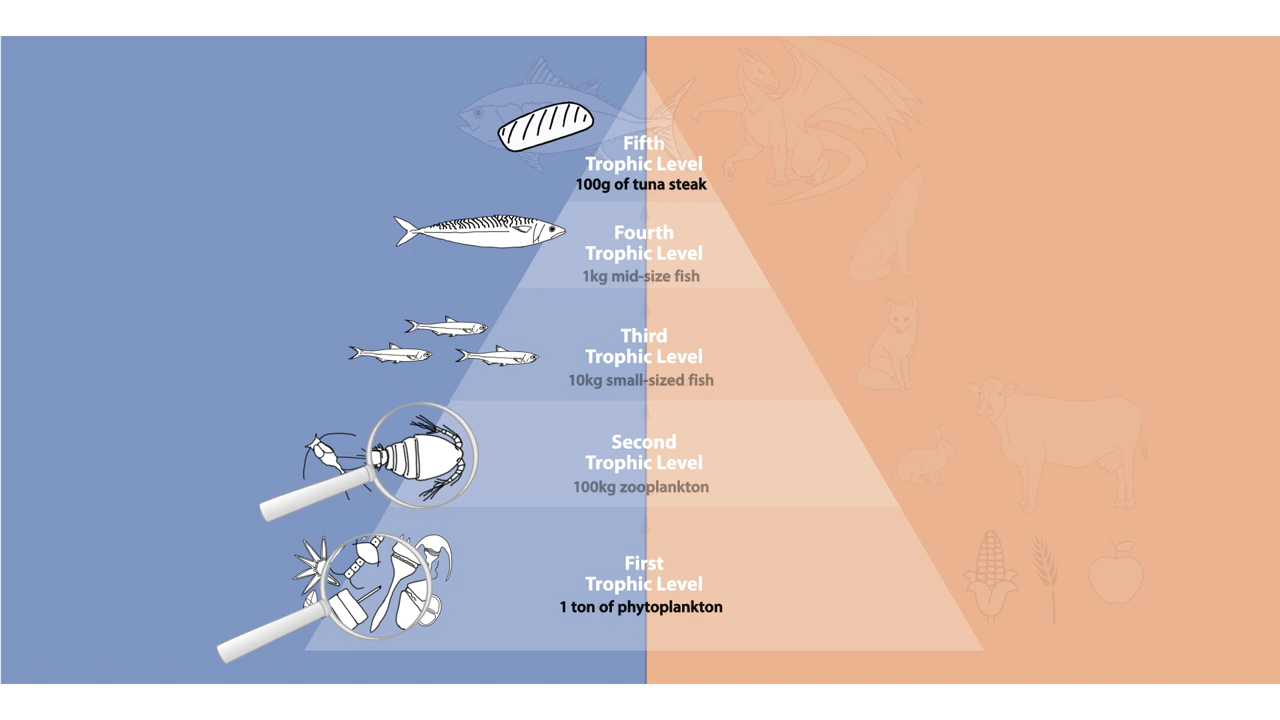 Fifth
Trophic Level
100g of tuna steak
Fourth
Trophic Level
1kg mid-size fish
Third
Trophic Level
10kg small-sized fish
Second
Trophic Level
100kg zooplankton
First
Trophic Level
1 ton of phytoplankton